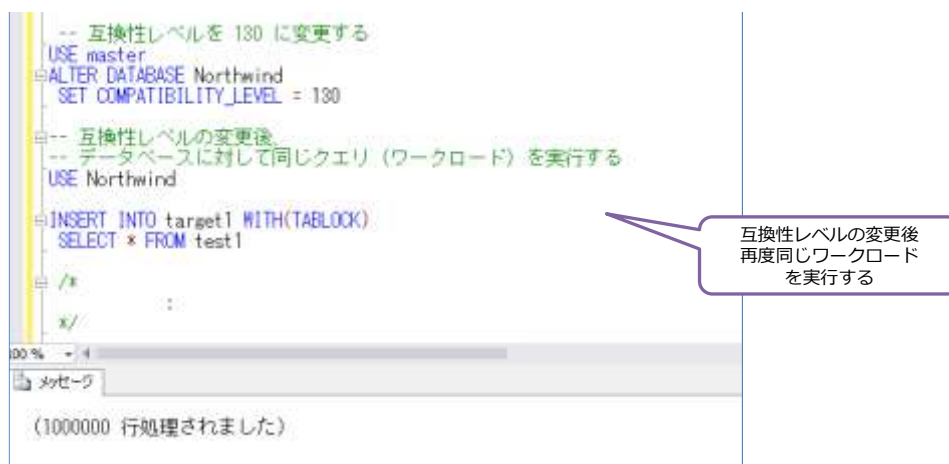 -- 互換性レベルを 130 に変更する
USE master
ALTER DATABASE Northwind
SET COMPATIBILITY_LEVEL = 130
-- 互換性レベルの変更後、
-- データベースに対して同じクエリ（ワークロード）を実行する
USE Northwind
INSERT INTO target1 WITH(TABLOCK)
SELECT * FROM test1
/*
:
*/
互換性レベルの変更後
再度同じワークロード
を実行する
00 %
メッセージ
(1000000 行処理されました)